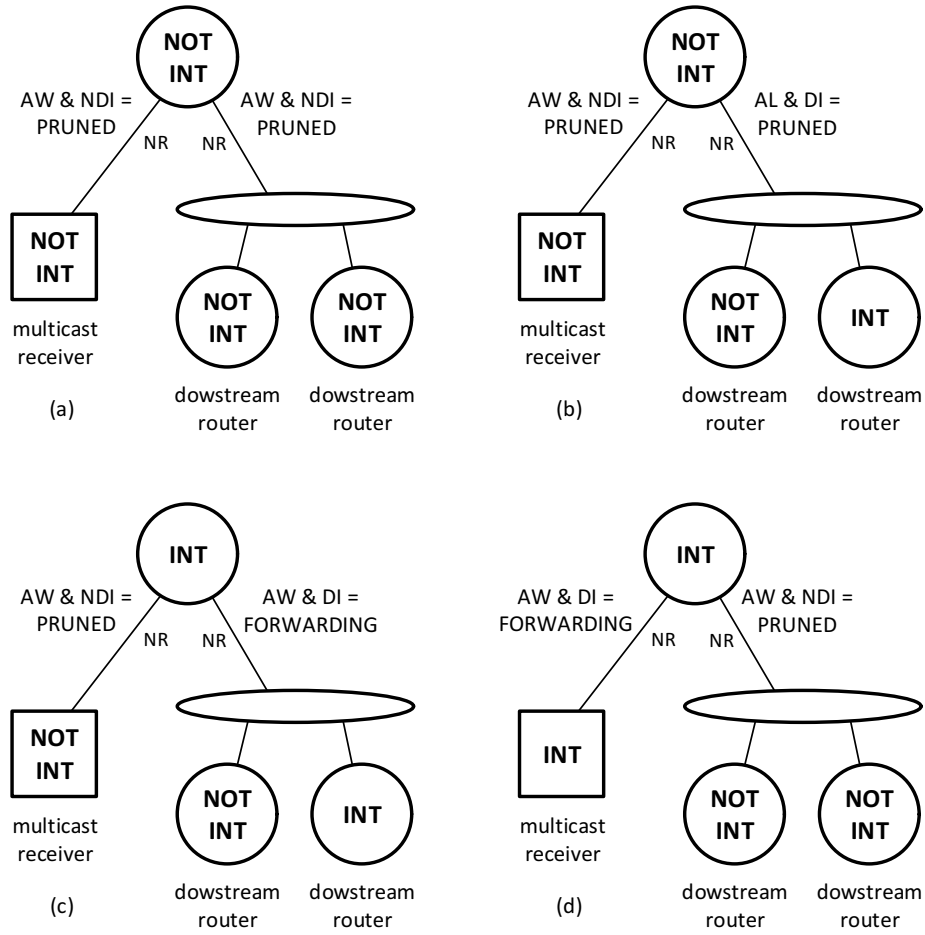 NOT
INT
AW & NDI =
PRUNED
AW & NDI =
PRUNED
NR
NR
NOT
INT
multicast
receiver
NOT
INT
NOT
INT
dowstream
router
dowstream
router
(a)
NOT
INT
AW & NDI =
PRUNED
AL & DI =
PRUNED
NR
NR
NOT
INT
multicast
receiver
NOT
INT
INT
dowstream
router
dowstream
router
(b)
INT
AW & NDI =
PRUNED
AW & DI =
FORWARDING
NR
NR
NOT
INT
multicast
receiver
NOT
INT
INT
dowstream
router
dowstream
router
(c)
INT
AW & DI =
FORWARDING
AW & NDI =
PRUNED
NR
NR
INT
multicast
receiver
NOT
INT
NOT
INT
dowstream
router
dowstream
router
(d)